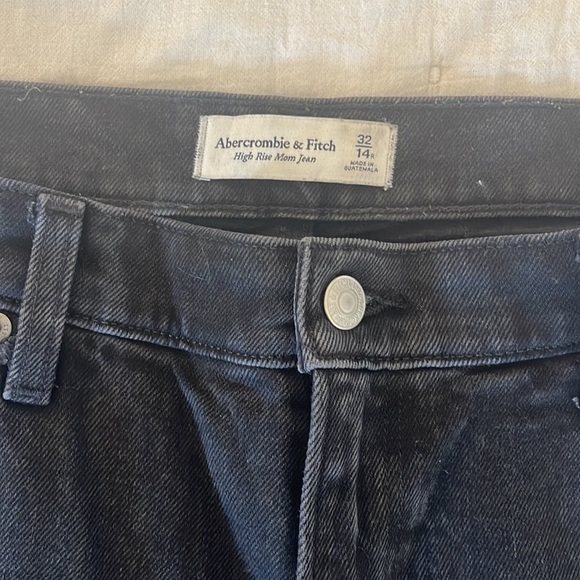 Abercrombie & Fitch
High Rise Mom Jean
32
14R
MADE IN
GUATEMALA